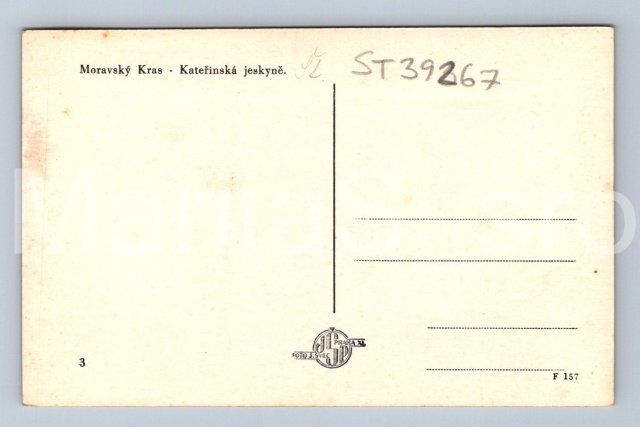 Moravský Kras · Kateřinská jeskyně.
ST39267
FOTO J. ŠVEC
PRAHA XI.
3
F 157